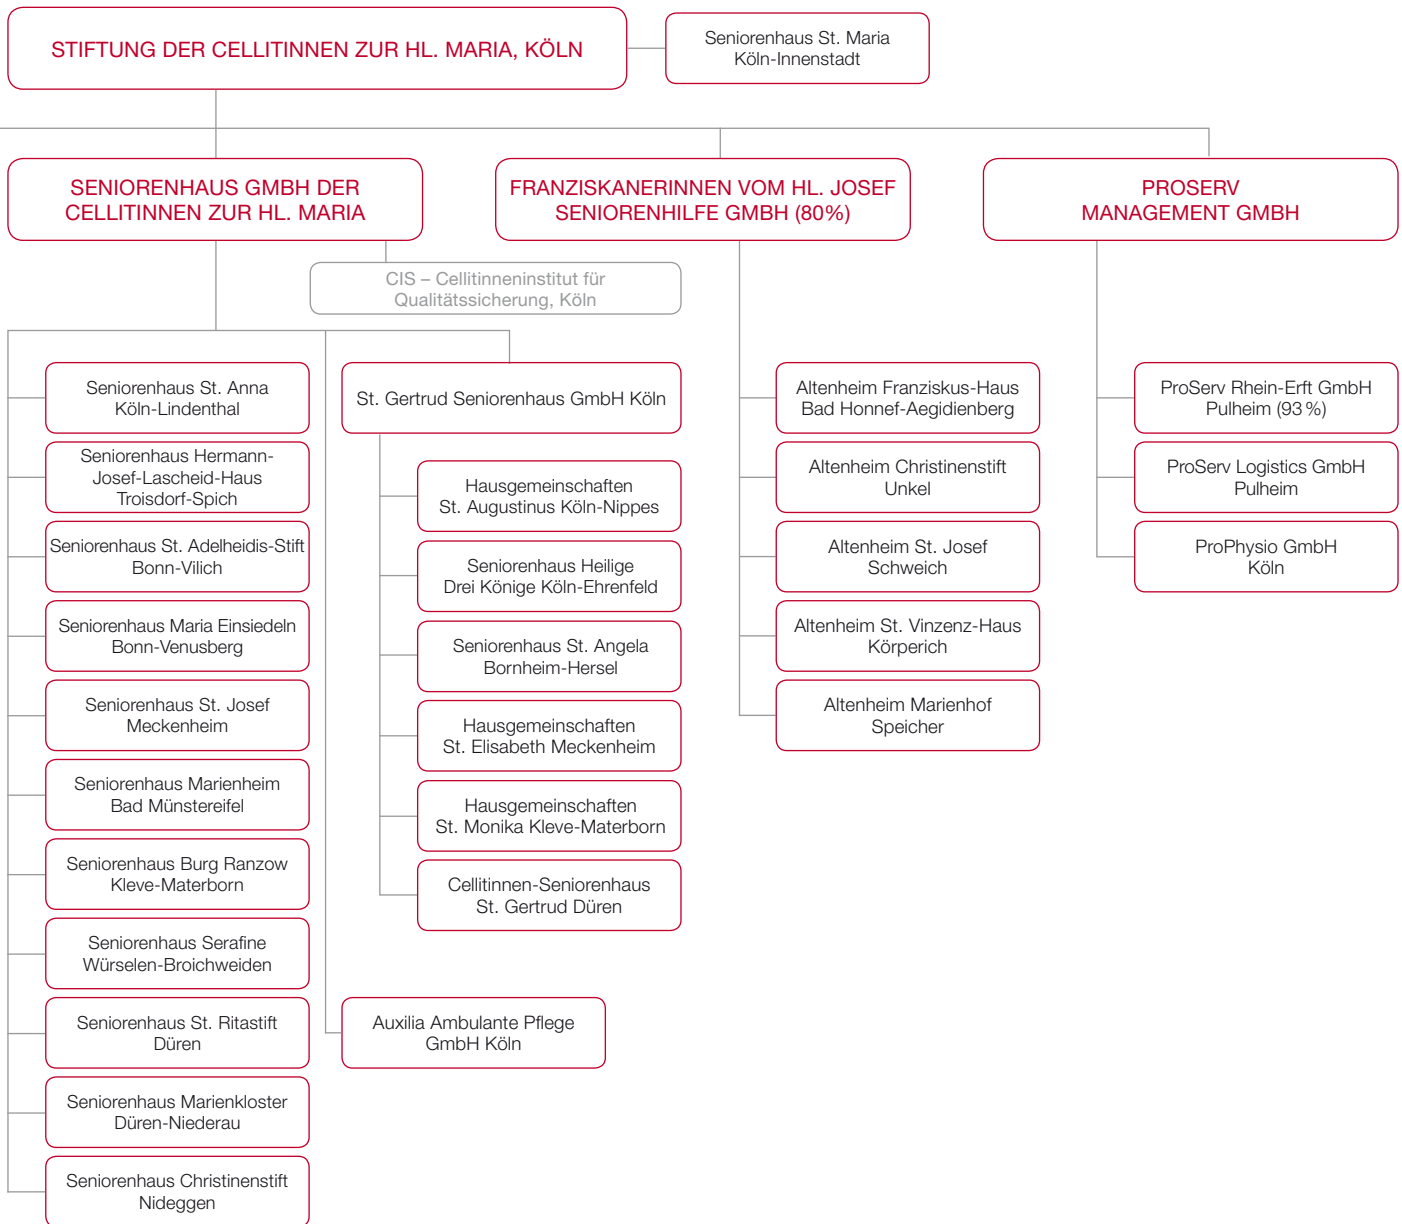 STIFTUNG DER CELLITINNEN ZUR HL. MARIA, KÖLN
Seniorenhaus St. Maria
Köln-Innenstadt
SENIORENHAUS GMBH DER
CELLITINNEN ZUR HL. MARIA
FRANZISKANERINNEN VOM HL. JOSEF
SENIORENHILFE GMBH (80%)
PROSERV
MANAGEMENT GMBH
CIS – Cellitinneninstitut für
Qualitätssicherung, Köln
Seniorenhaus St. Anna
Köln-Lindenthal
Seniorenhaus Hermann-
Josef-Lascheid-Haus
Troisdorf-Spich
Seniorenhaus St. Adelheidis-Stift
Bonn-Vilich
Seniorenhaus Maria Einsiedeln
Bonn-Venusberg
Seniorenhaus St. Josef
Meckenheim
Seniorenhaus Marienheim
Bad Münstereifel
Seniorenhaus Burg Ranzow
Kleve-Materborn
Seniorenhaus Serafine
Würselen-Broichweiden
Seniorenhaus St. Ritastift
Düren
Seniorenhaus Marienkloster
Düren-Niederau
Seniorenhaus Christinenstift
Nideggen
St. Gertrud Seniorenhaus GmbH Köln
Hausgemeinschaften
St. Augustinus Köln-Nippes
Seniorenhaus Heilige
Drei Könige Köln-Ehrenfeld
Seniorenhaus St. Angela
Bornheim-Hersel
Hausgemeinschaften
St. Elisabeth Meckenheim
Hausgemeinschaften
St. Monika Kleve-Materborn
Cellitinnen-Seniorenhaus
St. Gertrud Düren
Auxilia Ambulante Pflege
GmbH Köln
Altenheim Franziskus-Haus
Bad Honnef-Aegidienberg
Altenheim Christinenstift
Unkel
Altenheim St. Josef
Schweich
Altenheim St. Vinzenz-Haus
Körperich
Altenheim Marienhof
Speicher
ProServ Rhein-Erft GmbH
Pulheim (93 %)
ProServ Logistics GmbH
Pulheim
ProPhysio GmbH
Köln